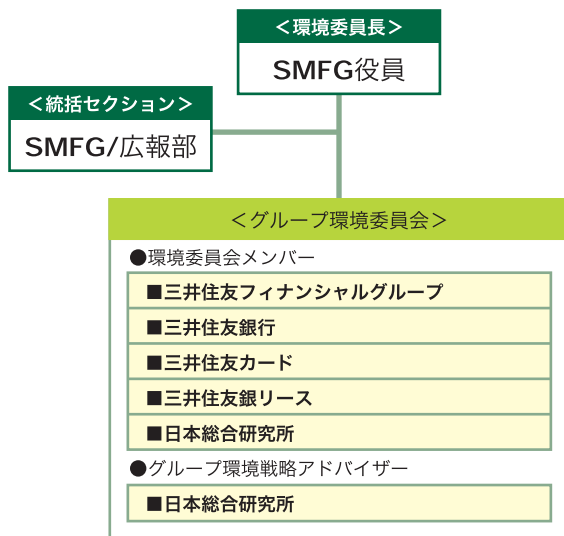 ＜環境委員長＞
SMFG役員
＜統括セクション＞
SMFG/広報部
＜グループ環境委員会＞
●環境委員会メンバー
■三井住友フィナンシャルグループ
■三井住友銀行
■三井住友カード
■三井住友銀リース
■日本総合研究所
●グループ環境戦略アドバイザー
■日本総合研究所